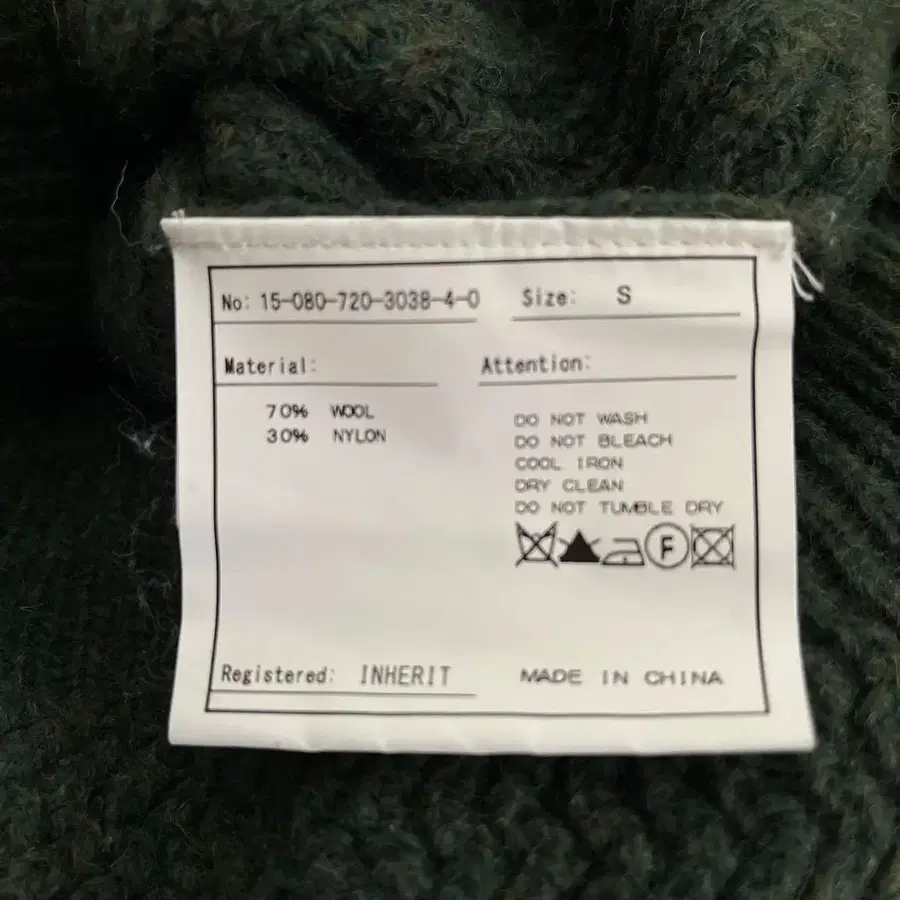 No: 15-080-720-3038-4-0 Size: S
Material: Attention:
70% WOOL
30% NYLON
DO NOT WASH
DO NOT BLEACH
COOL IRON
DRY CLEAN
DO NOT TUMBLE DRY
F
Registered: INHERIT MADE IN CHINA